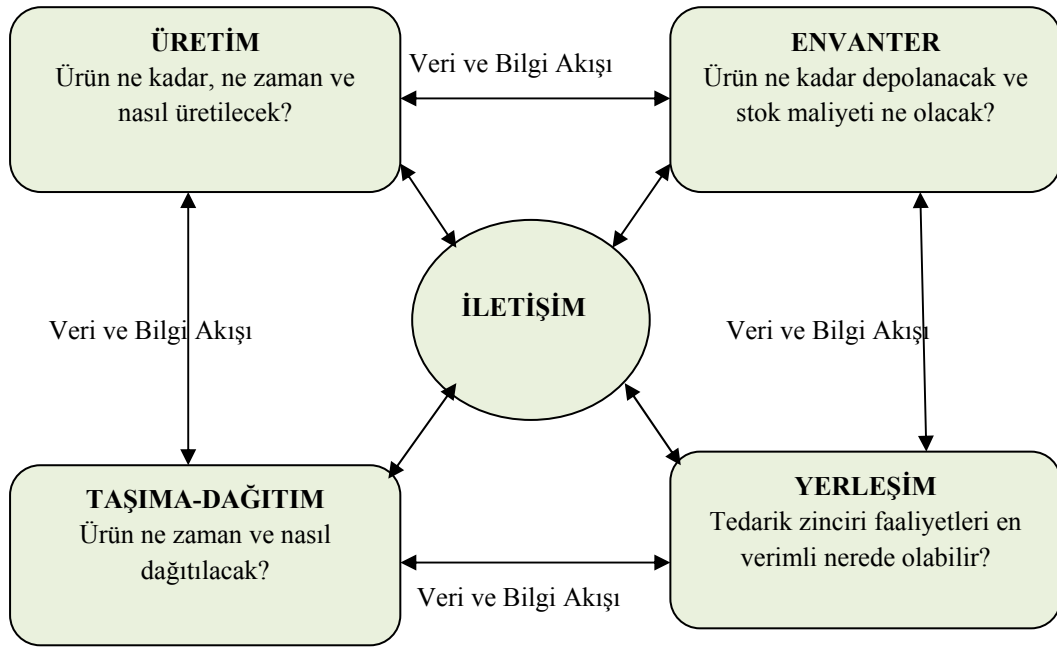 ÜRETİM
Ürün ne kadar, ne zaman ve
nasıl üretilecek?
Veri ve Bilgi Akışı
ENVANTER
Ürün ne kadar depolanacak ve
stok maliyeti ne olacak?
İLETİŞİM
Veri ve Bilgi Akışı
Veri ve Bilgi Akışı
TAŞIMA-DAĞITIM
Ürün ne zaman ve nasıl
dağıtılacak?
YERLEŞİM
Tedarik zinciri faaliyetleri en
verimli nerede olabilir?
Veri ve Bilgi Akışı